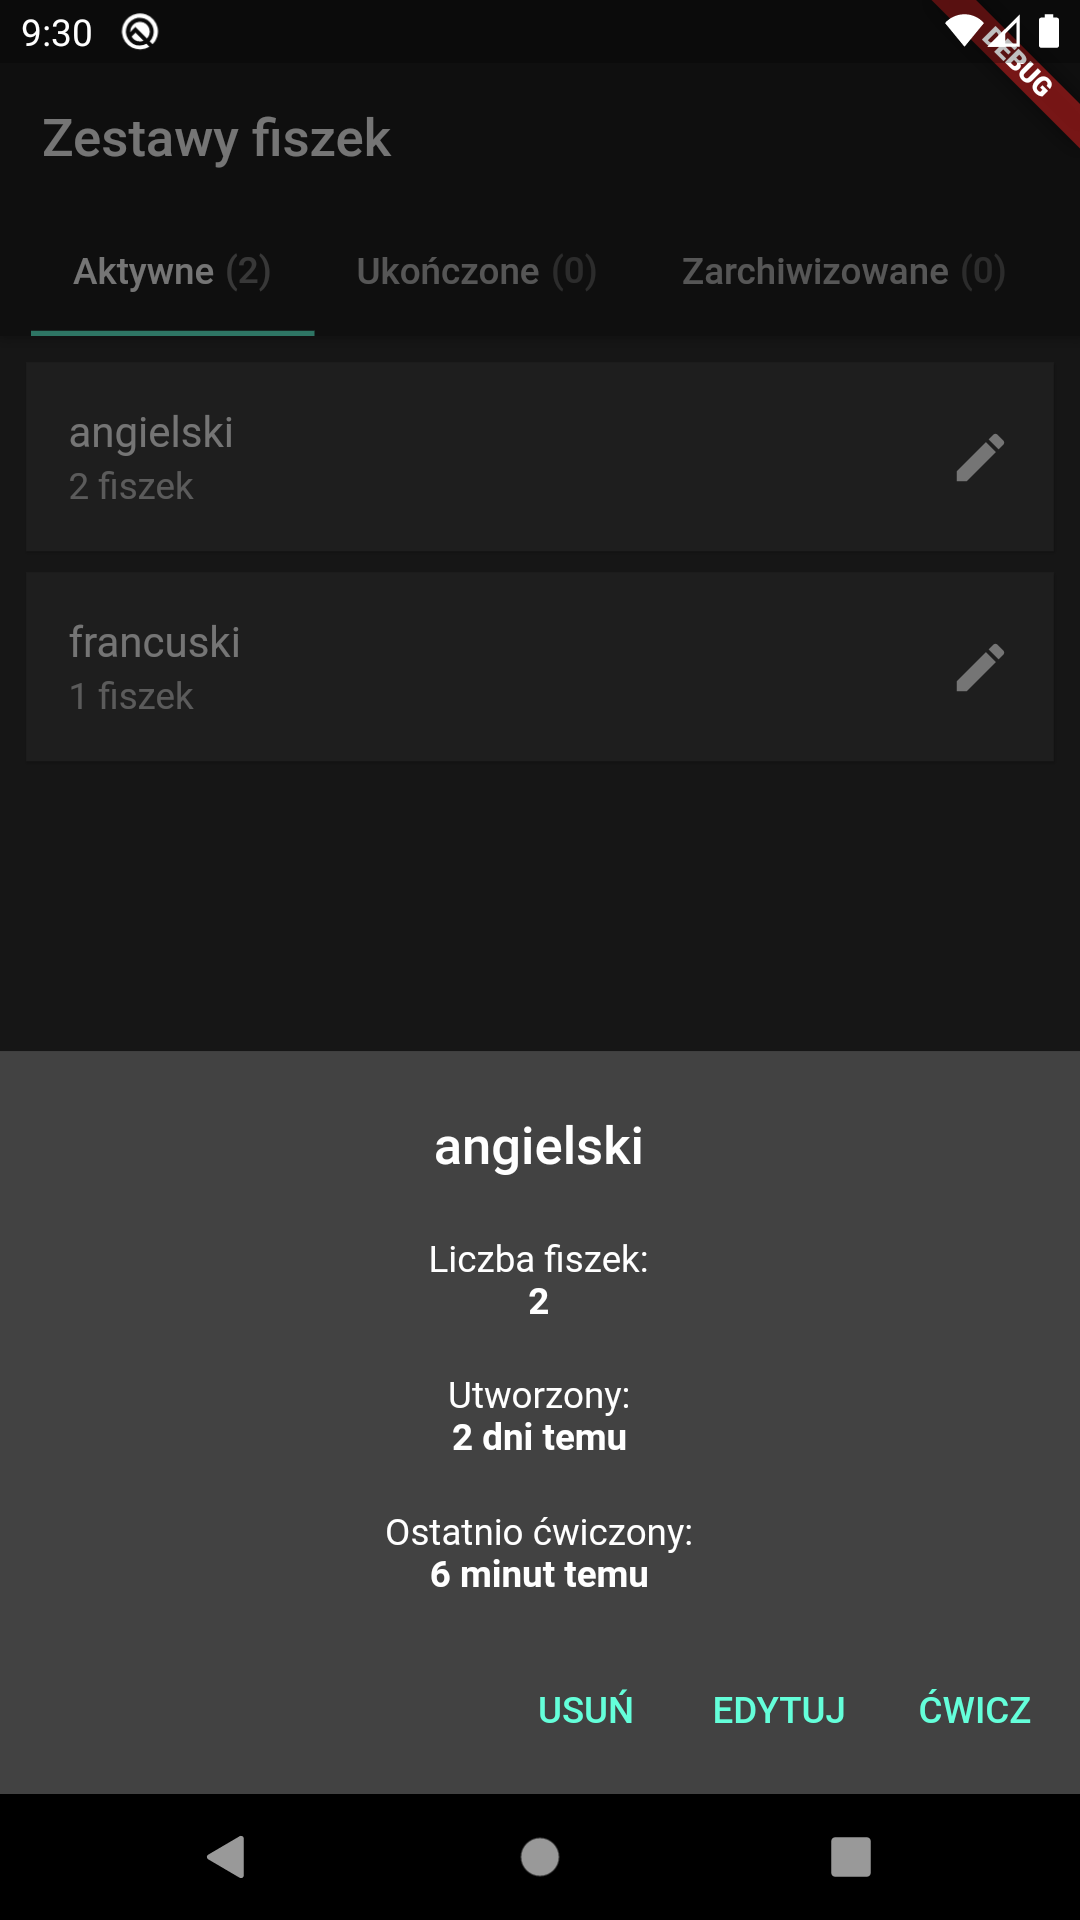 9:30
DEBUG
Zestawy fiszek
Aktywne (2) Ukończone (0) Zarchiwizowane (0)
angielski
2 fiszek
francuski
1 fiszek
angielski
Liczba fiszek:
2
Utworzony:
2 dni temu
Ostatnio ćwiczony:
6 minut temu
USUŃ EDYTUJ ĆWICZ